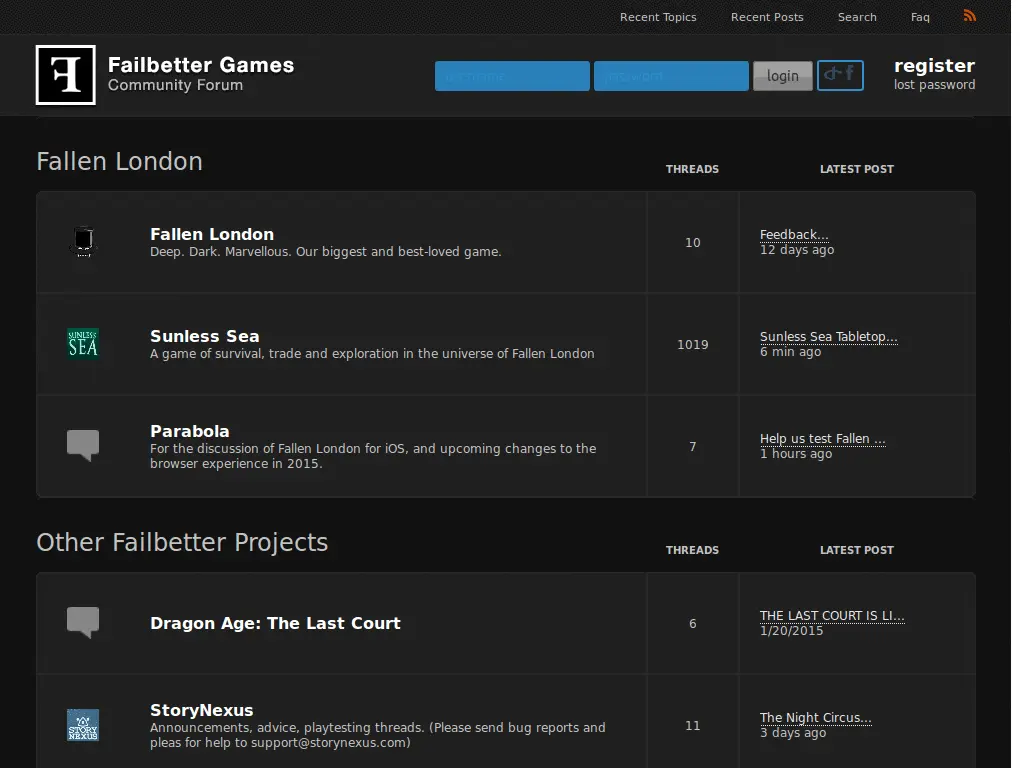 Recent Topics Recent Posts Search Faq
Failbetter Games
Community Forum
login
register
lost password
Fallen London THREADS LATEST POST
Fallen London
Deep. Dark. Marvellous. Our biggest and best-loved game.
10
Feedback...
12 days ago
SUNLESS
SEA
Sunless Sea
A game of survival, trade and exploration in the universe of Fallen London
1019
Sunless Sea Tabletop...
6 min ago
Parabola
For the discussion of Fallen London for iOS, and upcoming changes to the
browser experience in 2015.
7
Help us test Fallen ...
1 hours ago
Other Failbetter Projects THREADS LATEST POST
Dragon Age: The Last Court
6
THE LAST COURT IS LI...
1/20/2015
STORY
NEXUS
StoryNexus
Announcements, advice, playtesting threads. (Please send bug reports and
pleas for help to support@storynexus.com)
11
The Night Circus...
3 days ago